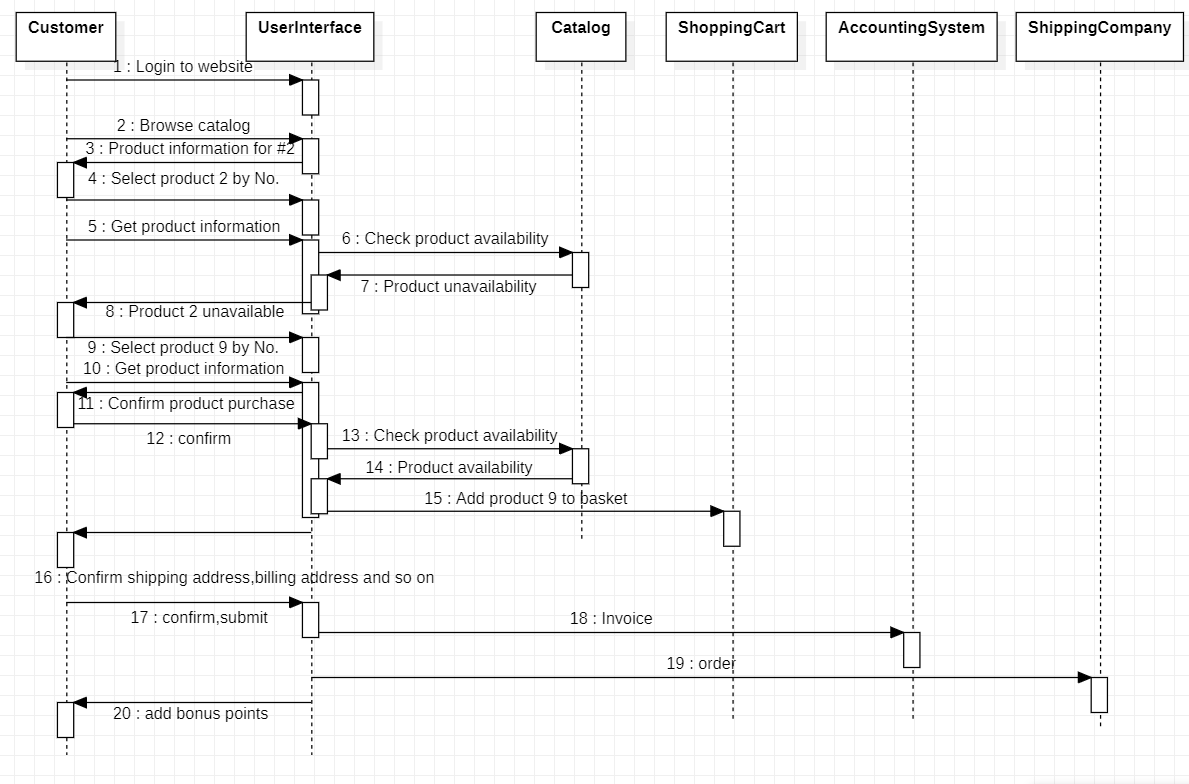 Customer
UserInterface
Catalog
ShoppingCart
AccountingSystem
ShippingCompany
1 : Login to website
2 : Browse catalog
3 : Product information for #2
4 : Select product 2 by No.
5 : Get product information
6 : Check product availability
7 : Product unavailability
8 : Product 2 unavailable
9 : Select product 9 by No.
10 : Get product information
11 : Confirm product purchase
12 : confirm
13 : Check product availability
14 : Product availability
15 : Add product 9 to basket
16 : Confirm shipping address,billing address and so on
17 : confirm,submit
18 : Invoice
19 : order
20 : add bonus points